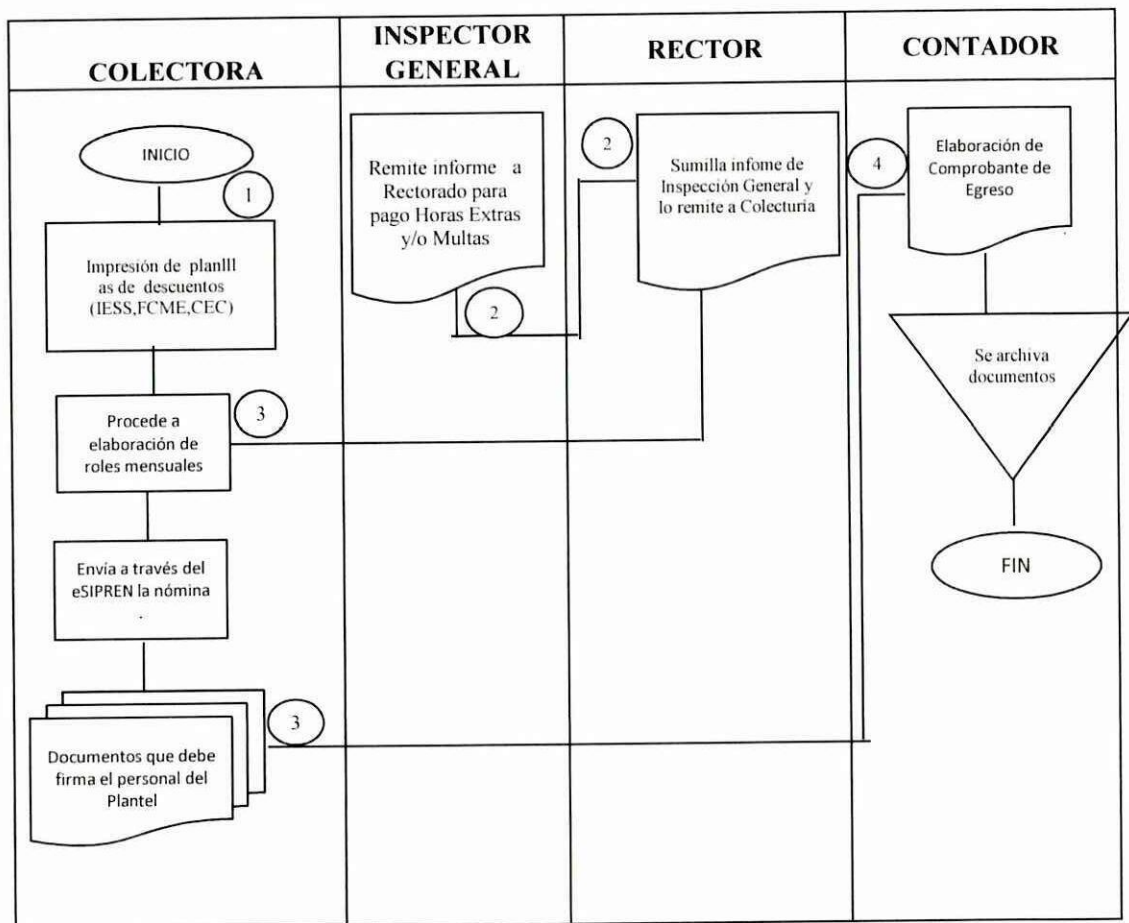 COLECTORA
INSPECTOR
GENERAL
RECTOR
CONTADOR
INICIO
1
Impresión de planlll
as de descuentos
(IESS,FCME,CEC)
Procede a
elaboración de
roles mensuales
3
Envía a través del
eSIPREN la nómina
.
Documentos que debe
firma el personal del
Plantel
3
Remite informe a
Rectorado para
pago Horas Extras
y/o Multas
2
2
Sumilla infome de
Inspección General y
lo remite a Colecturía
4
Elaboración de
Comprobante de
Egreso
Se archiva
documentos
FIN